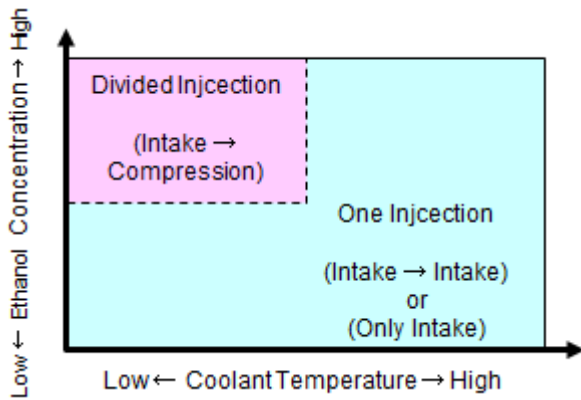 Low ← Ethanol Concentration → High
Divided Injcection
(Intake →
Compression)
One Injcection
(Intake → Intake)
or
(Only Intake)
Low ← Coolant Temperature → High